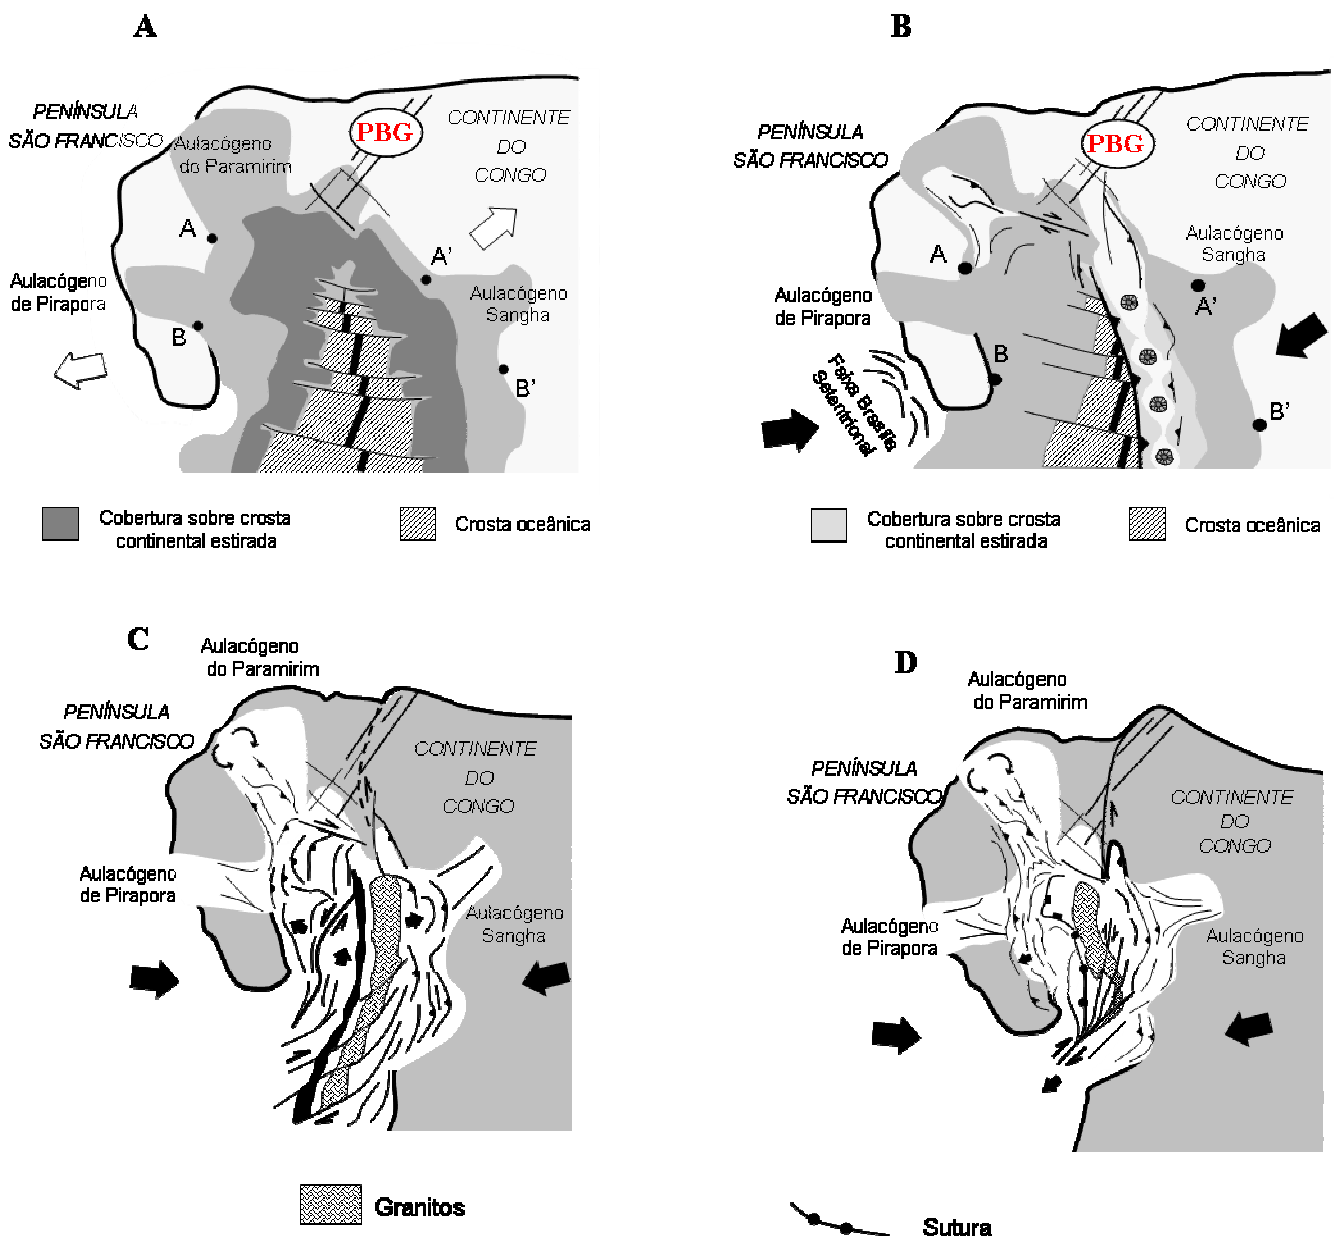 A
PENÍNSULA
SÃO FRANCISCO
Aulacógeno
do Paramirim
PBG
CONTINENTE
DO
CONGO
A
A'
Aulacógeno
de Pirapora
Aulacógeno
Sangha
B
B'
Cobertura sobre crosta
continental estirada
Crosta oceânica
B
PENÍNSULA
SÃO FRANCISCO
PBG
CONTINENTE
DO
CONGO
Aulacógeno
Sangha
A
A'
Aulacógeno
de Pirapora
B
B'
Faixa Brasília
Setentrional
Cobertura sobre crosta
continental estirada
Crosta oceânica
C
Aulacógeno
do Paramirim
PENÍNSULA
SÃO FRANCISCO
CONTINENTE
DO
CONGO
Aulacógeno
de Pirapora
Aulacógeno
Sangha
Granitos
D
Aulacógeno
do Paramirim
PENÍNSULA
SÃO FRANCISCO
CONTINENTE
DO
CONGO
Aulacógeno
de Pirapora
Aulacógeno
Sangha
Sutura